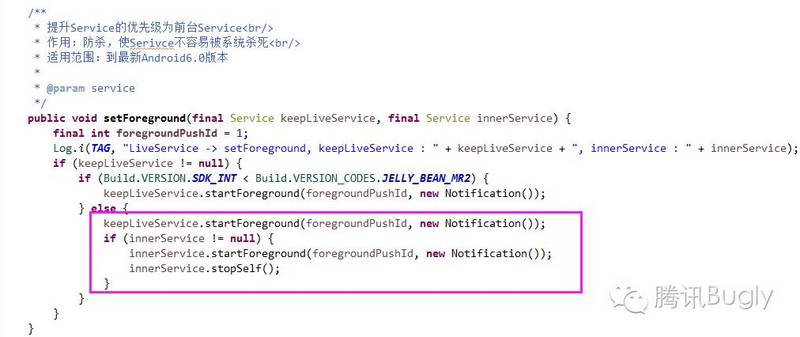 /**
 * 提升Service的优先级为前台Service<br/>
 * 作用：防杀，使Serivce不容易被系统杀死<br/>
 * 适用范围：到最新Android6.0版本
 *
 * @param service
 */
public void setForeground(final Service keepLiveService, final Service innerService) {
    final int foregroundPushId = 1;
    Log.i(TAG, "LiveService -> setForeground, keepLiveService : " + keepLiveService + ", innerService : " + innerService);
    if (keepLiveService != null) {
        if (Build.VERSION.SDK_INT < Build.VERSION_CODES.JELLY_BEAN_MR2) {
            keepLiveService.startForeground(foregroundPushId, new Notification());
        } else {
            keepLiveService.startForeground(foregroundPushId, new Notification());
            if (innerService != null) {
                innerService.startForeground(foregroundPushId, new Notification());
                innerService.stopSelf();
            }
        }
    }
}
腾讯Bugly